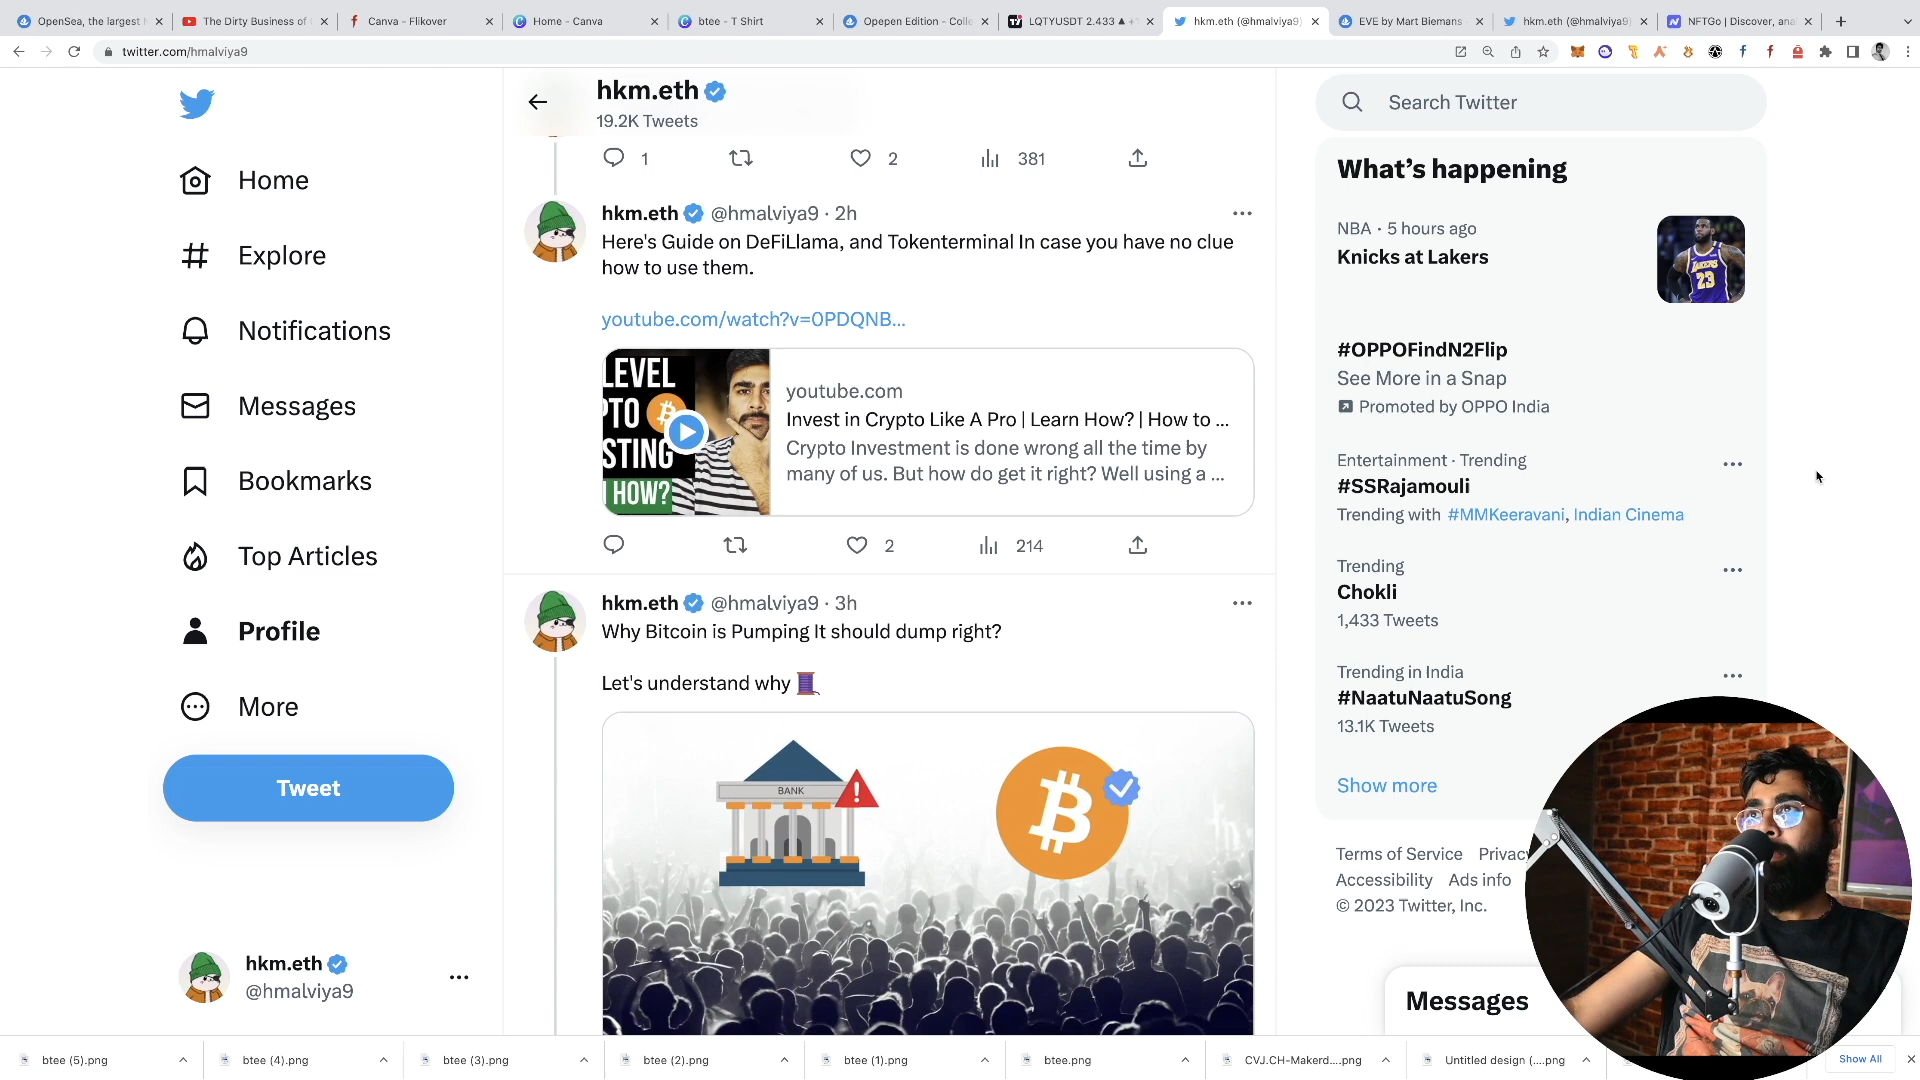 OpenSea, the largest
The Dirty Business of
Canva - Flikover
Home - Canva
btee - T Shirt
Opepen Edition - Colle
LQTYUSDT 2.433 ▲
hkm.eth (@hmalviya9)
EVE by Mart Biemans
hkm.eth (@hmalviya9)
NFTGo | Discover, ana
twitter.com/hmalviya9
hkm.eth
19.2K Tweets
Search Twitter
Home
Explore
Notifications
Messages
Bookmarks
Top Articles
Profile
More
Tweet
hkm.eth
@hmalviya9
1 2 381
hkm.eth @hmalviya9 · 2h
Here's Guide on DeFiLlama, and Tokenterminal In case you have no clue
how to use them.
youtube.com/watch?v=0PDQNB...
LEVEL
PTO
STING
HOW?
youtube.com
Invest in Crypto Like A Pro | Learn How? | How to ...
Crypto Investment is done wrong all the time by
many of us. But how do get it right? Well using a ...
2 214
hkm.eth @hmalviya9 · 3h
Why Bitcoin is Pumping It should dump right?
Let's understand why
BANK
What's happening
NBA · 5 hours ago
Knicks at Lakers
LAKERS
23
#OPPOFindN2Flip
See More in a Snap
Promoted by OPPO India
Entertainment · Trending
#SSRajamouli
Trending with #MMKeeravani, Indian Cinema
Trending
Chokli
1,433 Tweets
Trending in India
#NaatuNaatuSong
13.1K Tweets
Show more
Terms of Service Privacy
Accessibility Ads info
© 2023 Twitter, Inc.
Messages
btee (5).png
btee (4).png
btee (3).png
btee (2).png
btee (1).png
btee.png
CVJ.CH-Makerd....png
Untitled design (....png
Show All